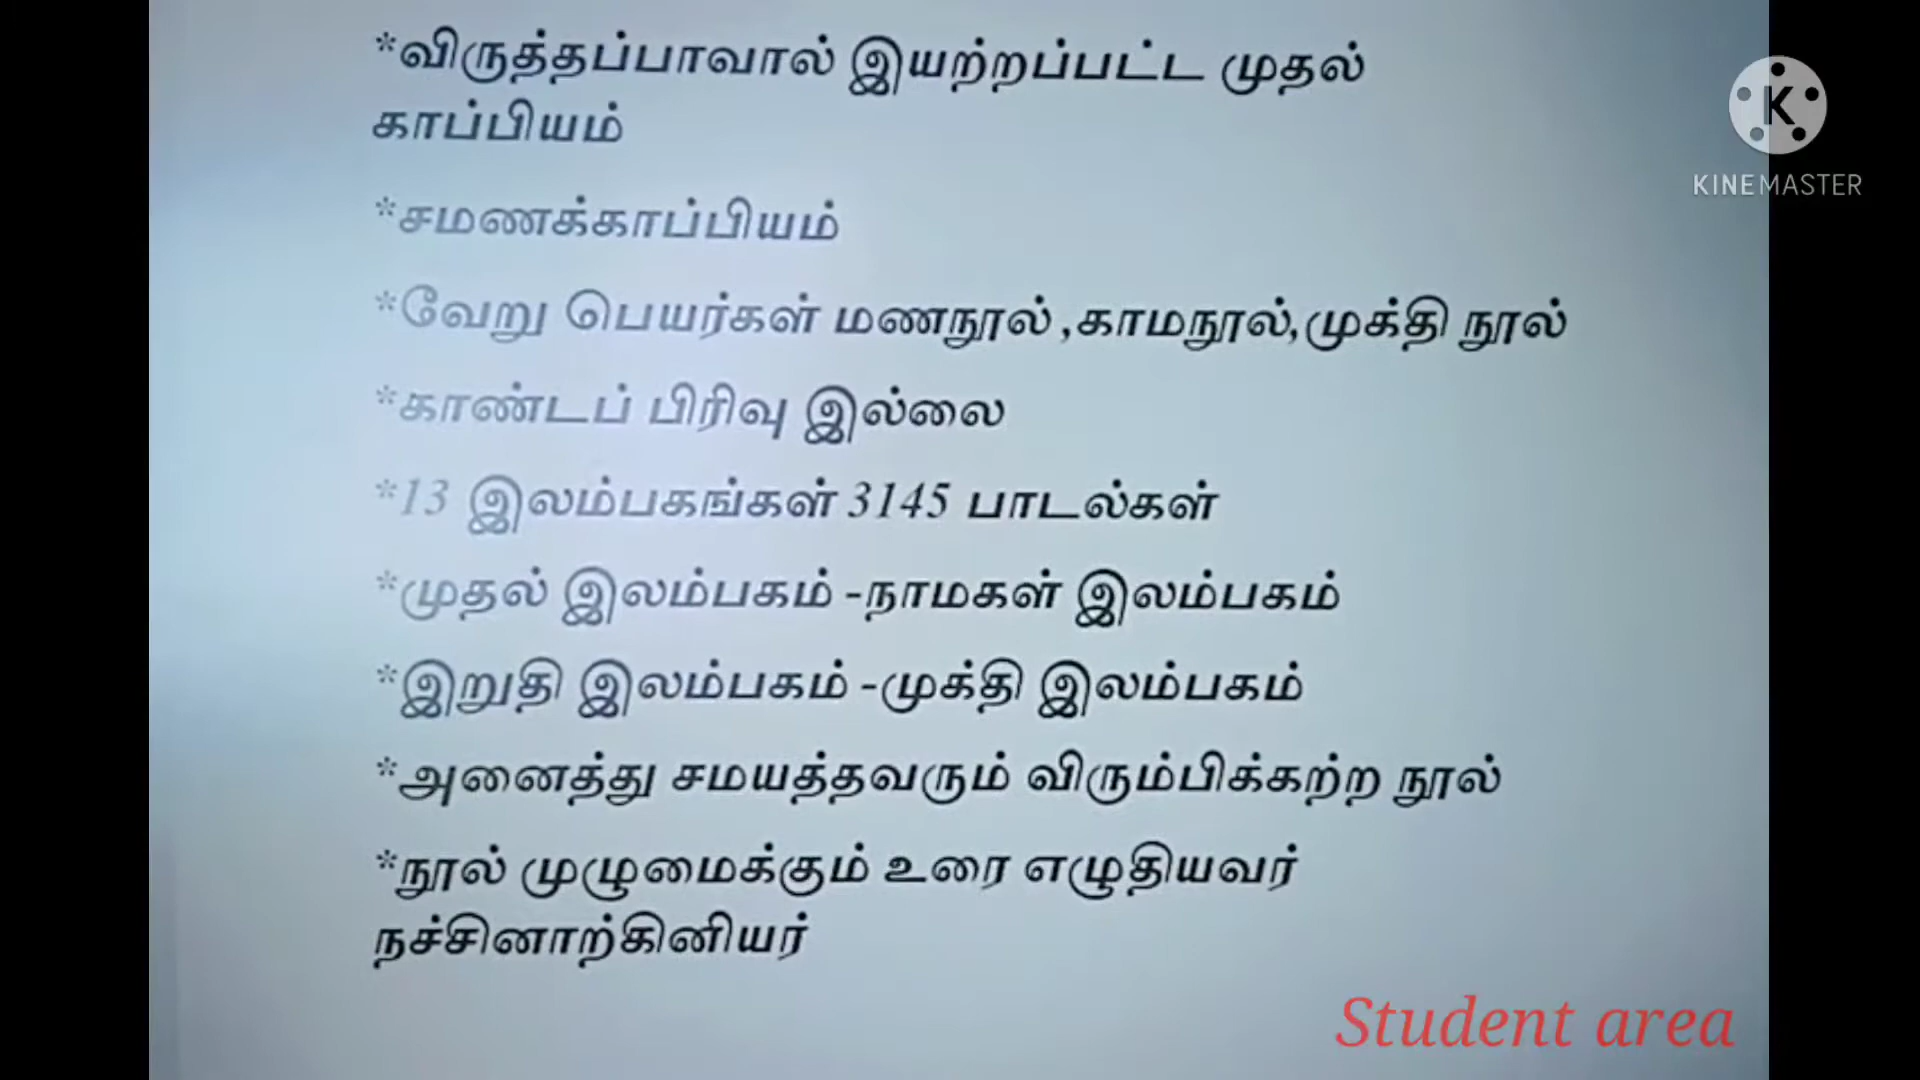 *விருத்தப்பாவால் இயற்றப்பட்ட முதல்
காப்பியம்
*சமணக்காப்பியம்
*வேறு பெயர்கள் மணநூல் ,காமநூல்,முக்தி நூல்
*காண்டப் பிரிவு இல்லை
*13 இலம்பகங்கள் 3145 பாடல்கள்
*முதல் இலம்பகம் -நாமகள் இலம்பகம்
*இறுதி இலம்பகம் -முக்தி இலம்பகம்
*அனைத்து சமயத்தவரும் விரும்பிக்கற்ற நூல்
*நூல் முழுமைக்கும் உரை எழுதியவர்
நச்சினார்கினியர்
K
KINEMASTER
Student area